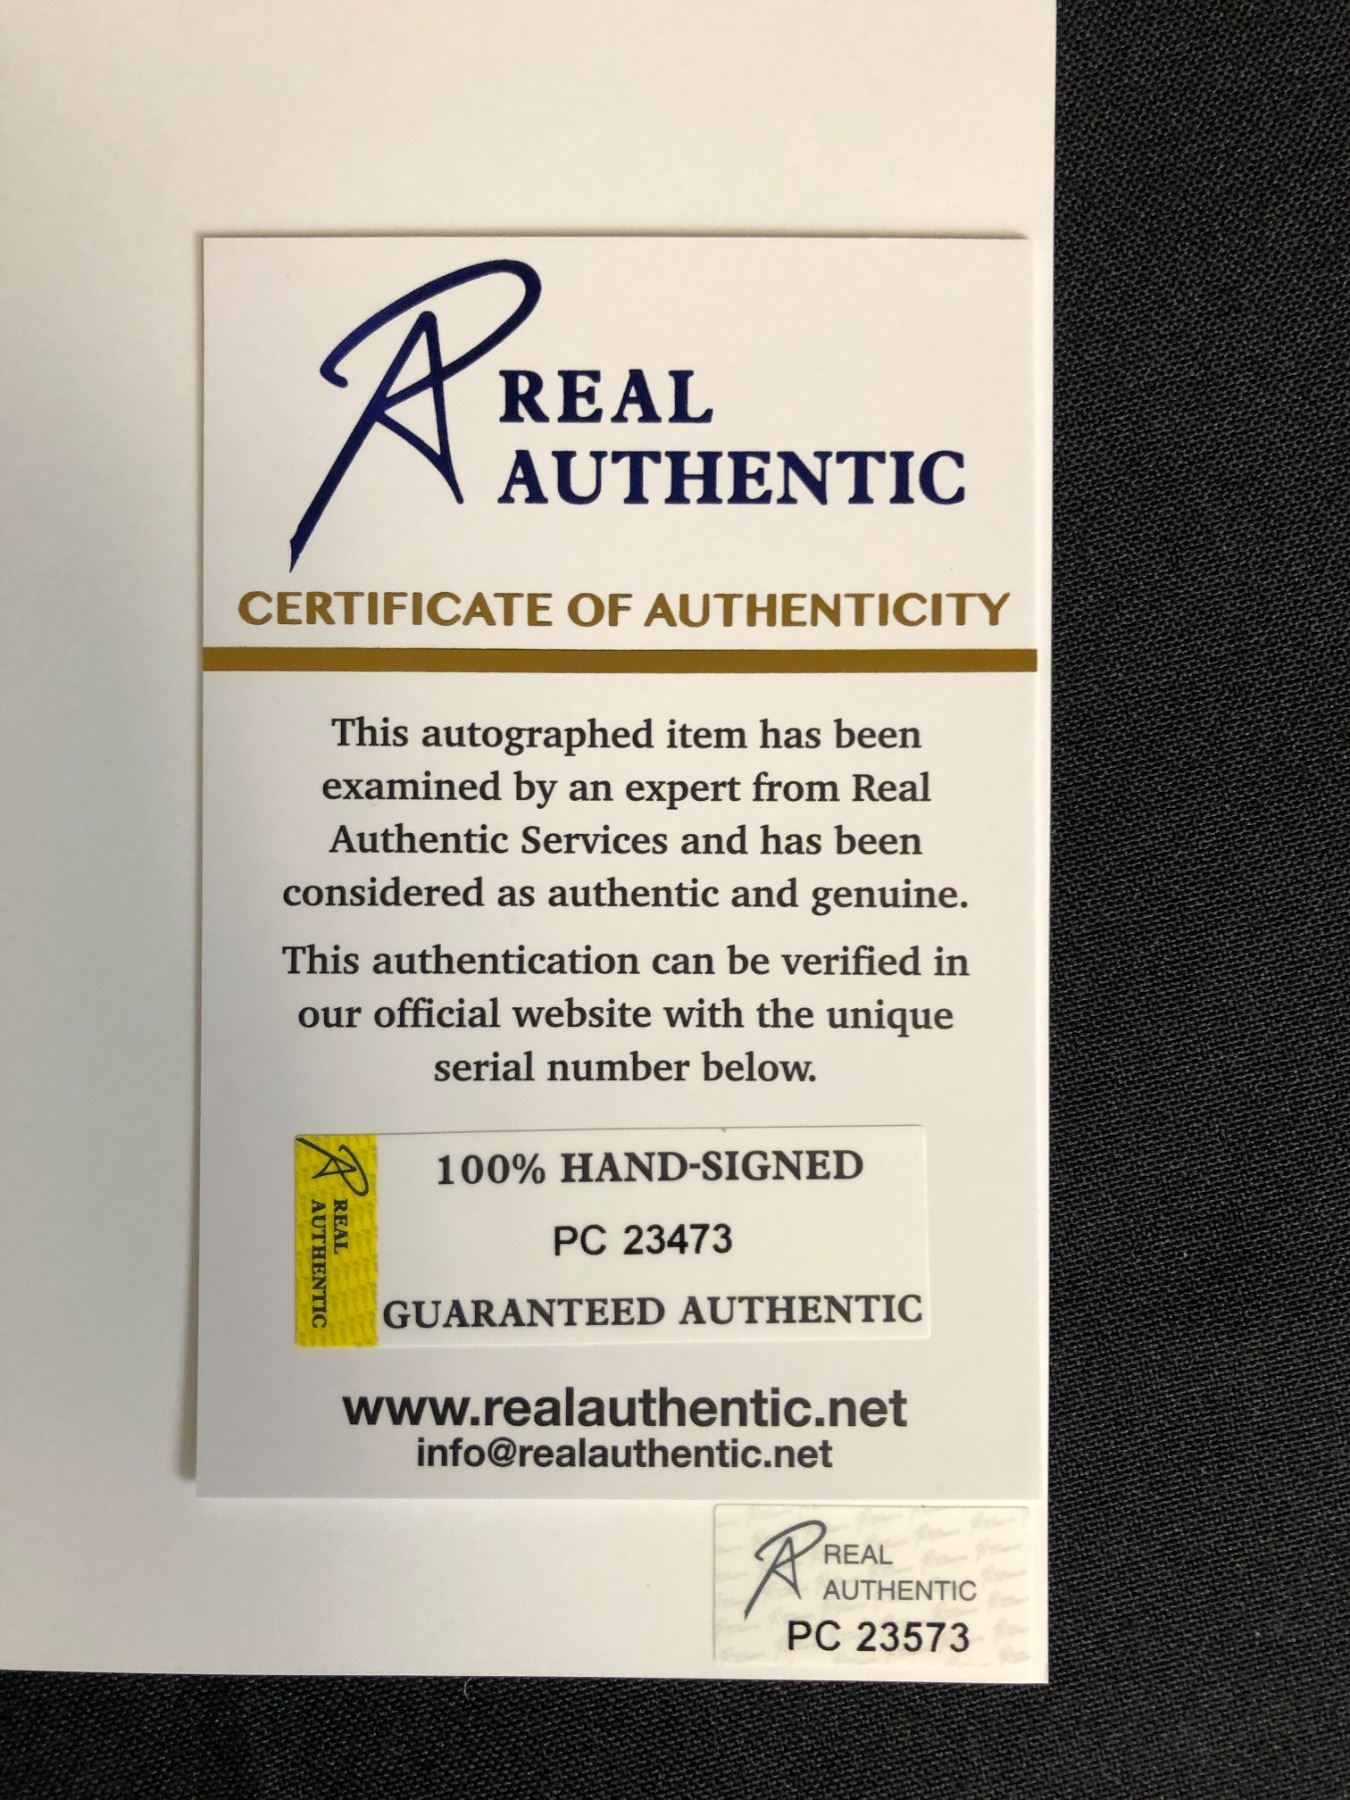 REAL
AUTHENTIC
CERTIFICATE OF AUTHENTICITY
This autographed item has been
examined by an expert from Real
Authentic Services and has been
considered as authentic and genuine.
This authentication can be verified in
our official website with the unique
serial number below.
REAL
AUTHENTIC
100% HAND-SIGNED
PC 23473
GUARANTEED AUTHENTIC
www.realauthentic.net
info@realauthentic.net
REAL
AUTHENTIC
PC 23573